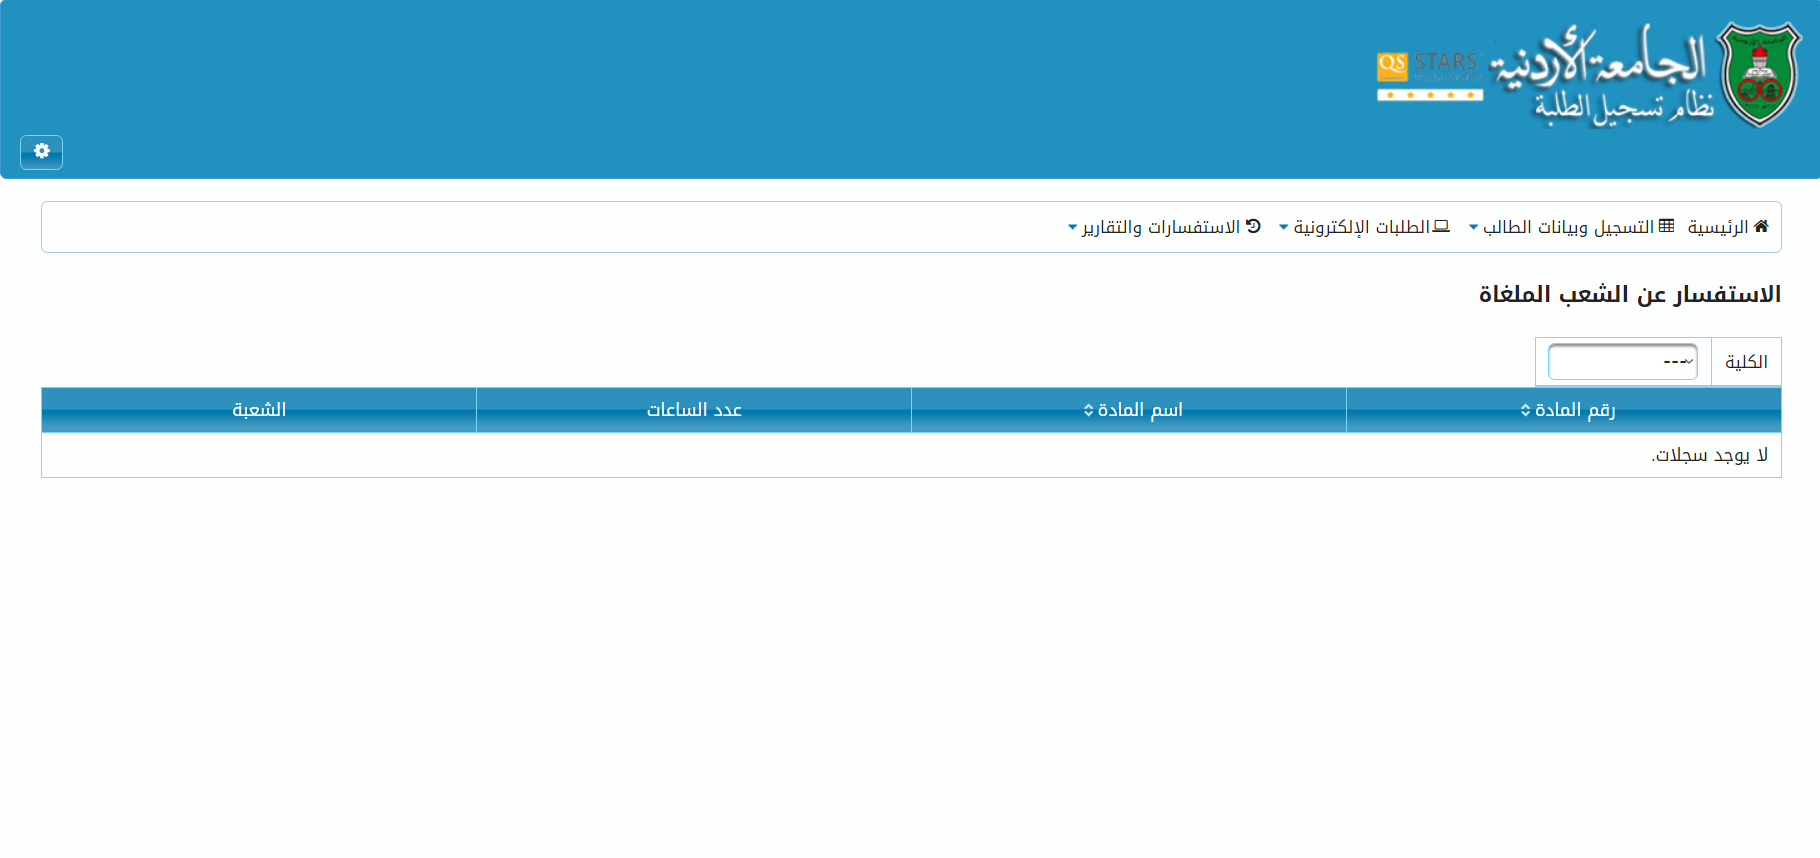 الجامعة الأردنية
نظام تسجيل الطلبة
QS STARS
الرئيسية
التسجيل وبيانات الطالب
الطلبات الإلكترونية
الاستفسارات والتقارير
الاستفسار عن الشعب الملغاة
الكلية
---
رقم المادة
اسم المادة
عدد الساعات
الشعبة
لا يوجد سجلات.